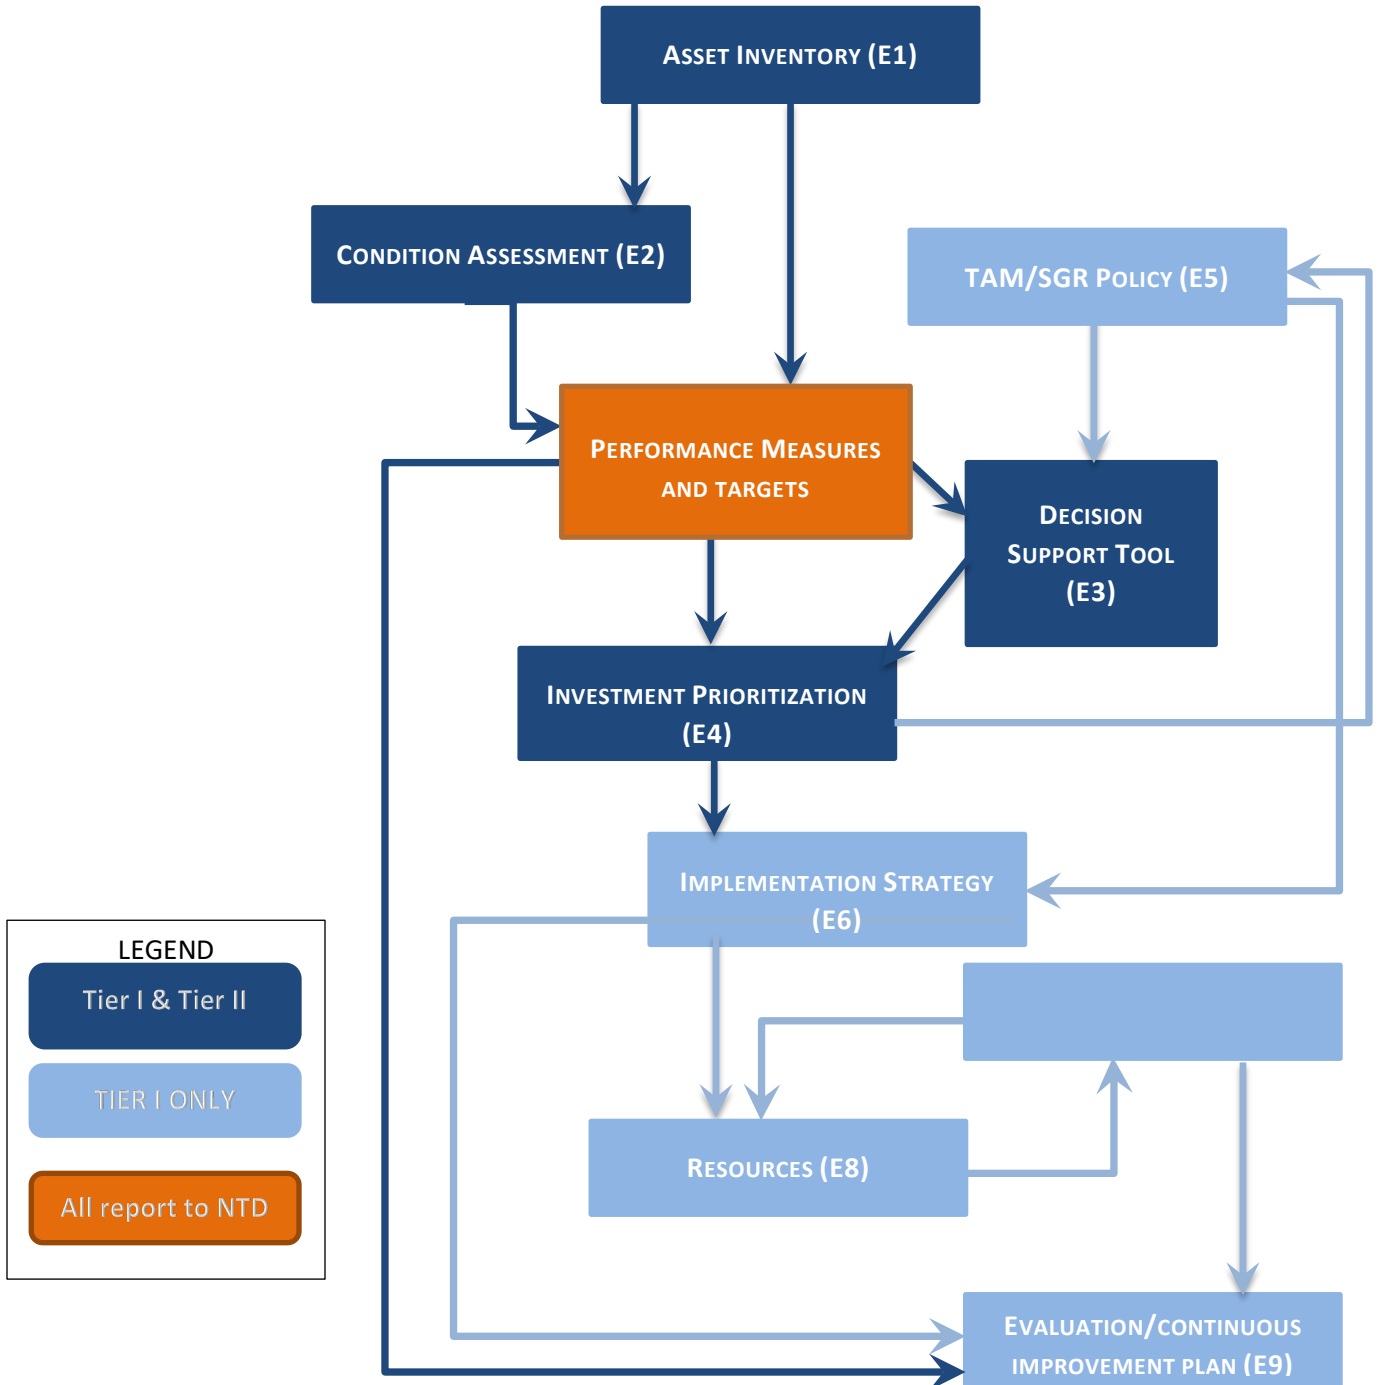 ASSET INVENTORY (E1)
CONDITION ASSESSMENT (E2)
TAM/SGR POLICY (E5)
PERFORMANCE MEASURES
AND TARGETS
DECISION
SUPPORT TOOL
(E3)
INVESTMENT PRIORITIZATION
(E4)
IMPLEMENTATION STRATEGY
(E6)
LEGEND
Tier I & Tier II
TIER I ONLY
All report to NTD
RESOURCES (E8)
EVALUATION/CONTINUOUS
IMPROVEMENT PLAN (E9)